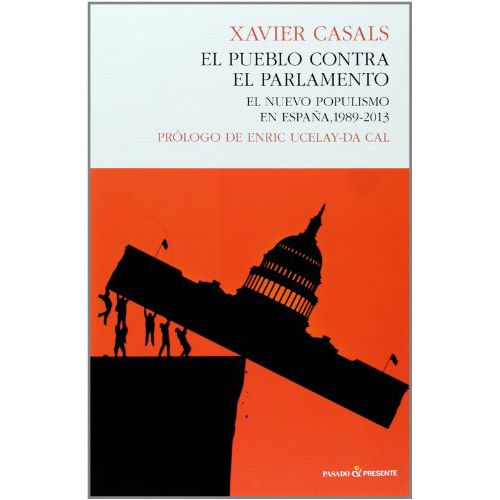 XAVIER CASALS
EL PUEBLO CONTRA
EL PARLAMENTO
EL NUEVO POPULISMO
EN ESPAÑA, 1989-2013
PRÓLOGO DE ENRIC UCELAY-DA CAL
PASADO & PRESENTE